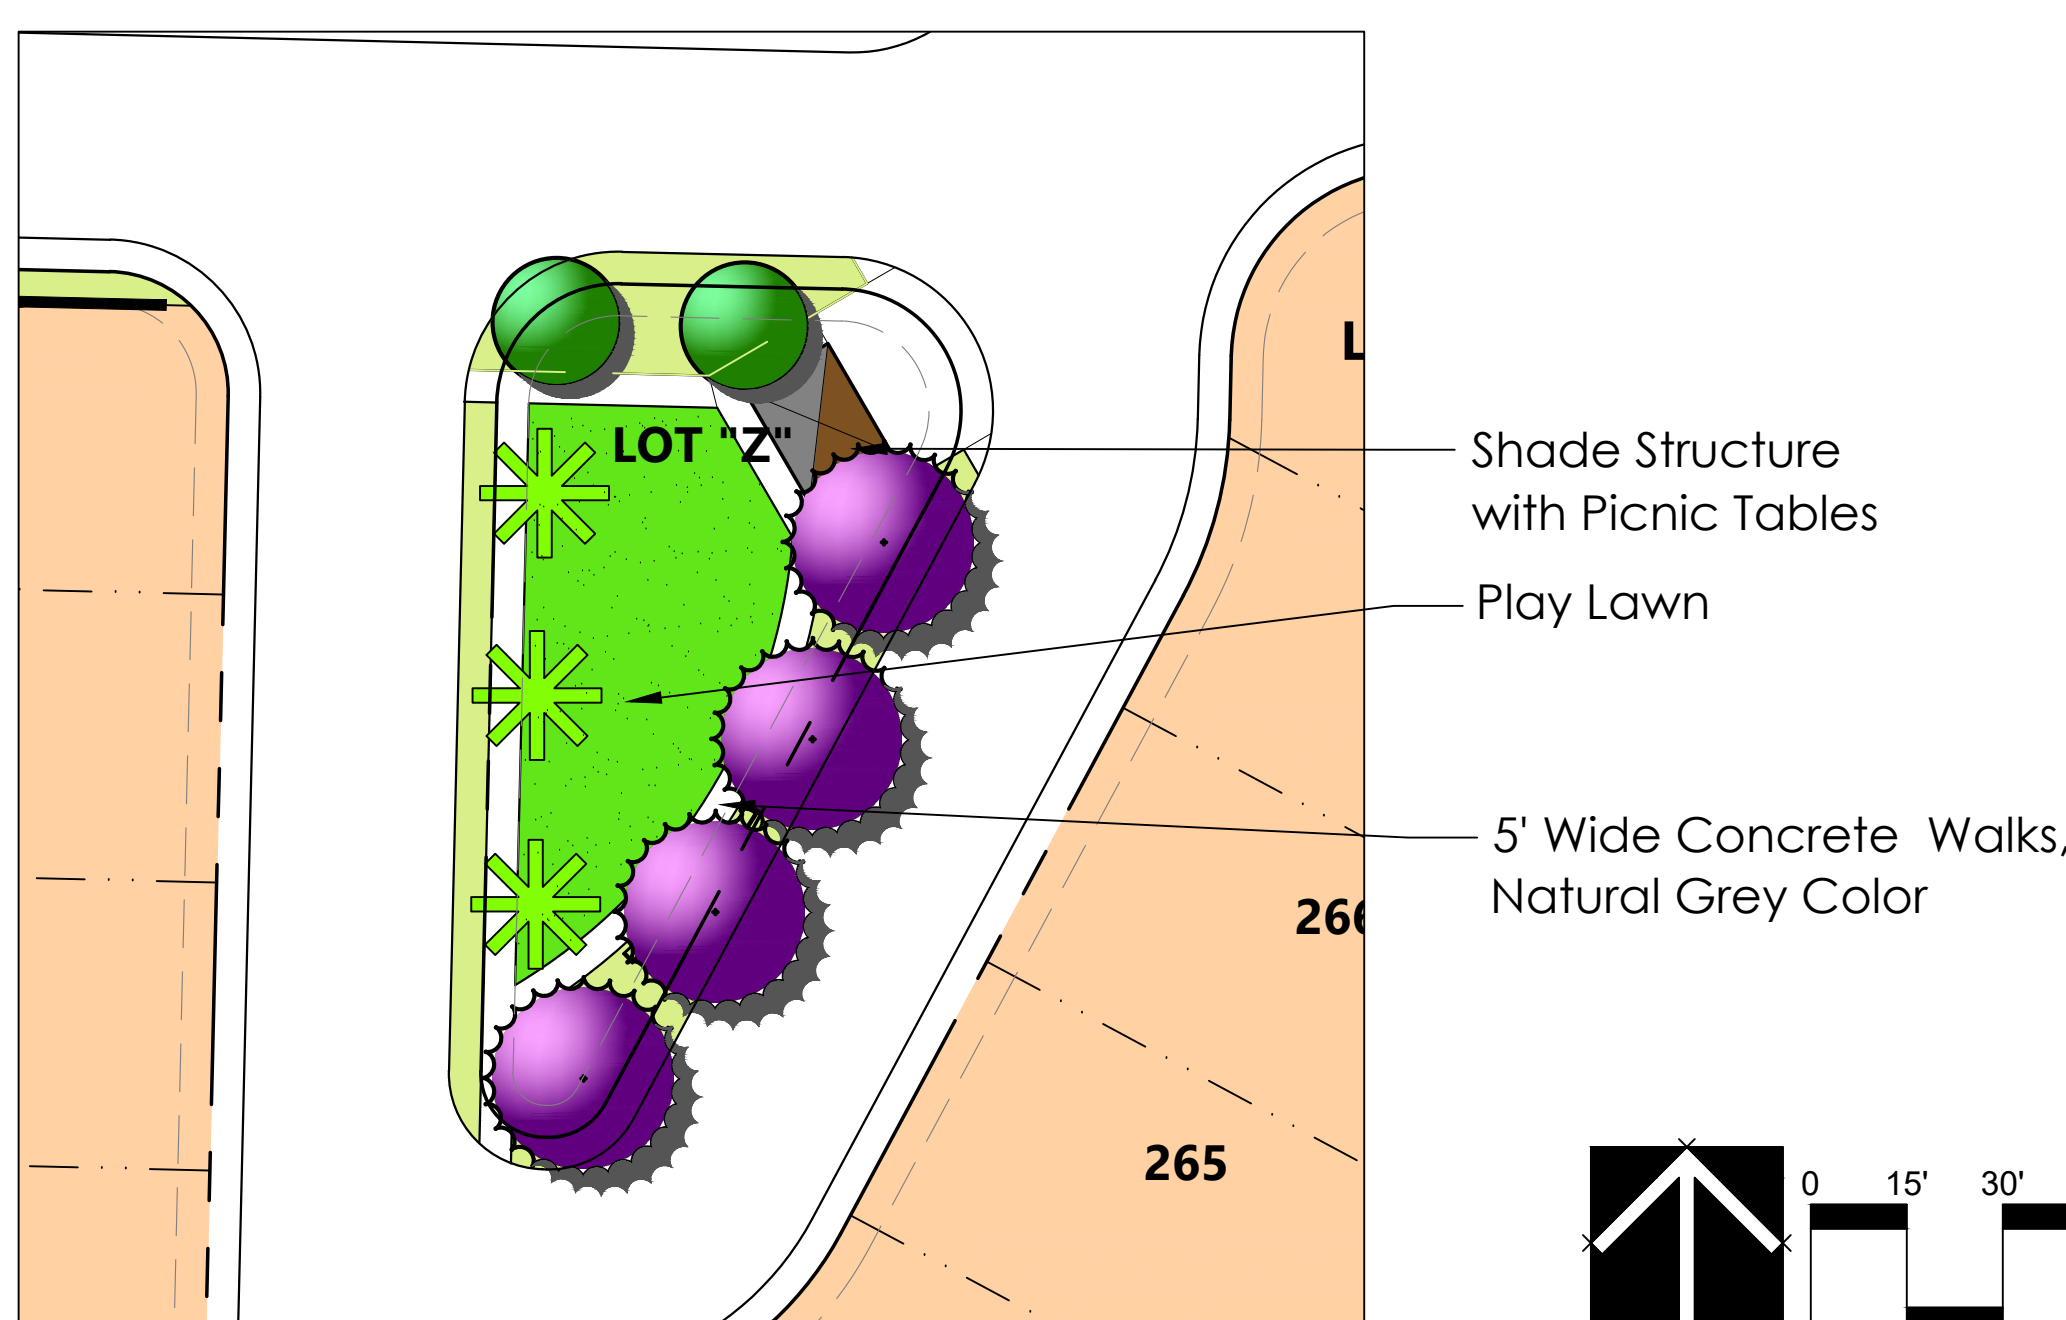 LOT "Z"
Shade Structure
with Picnic Tables
Play Lawn
5' Wide Concrete Walks,
Natural Grey Color
L
265
0 15' 30'